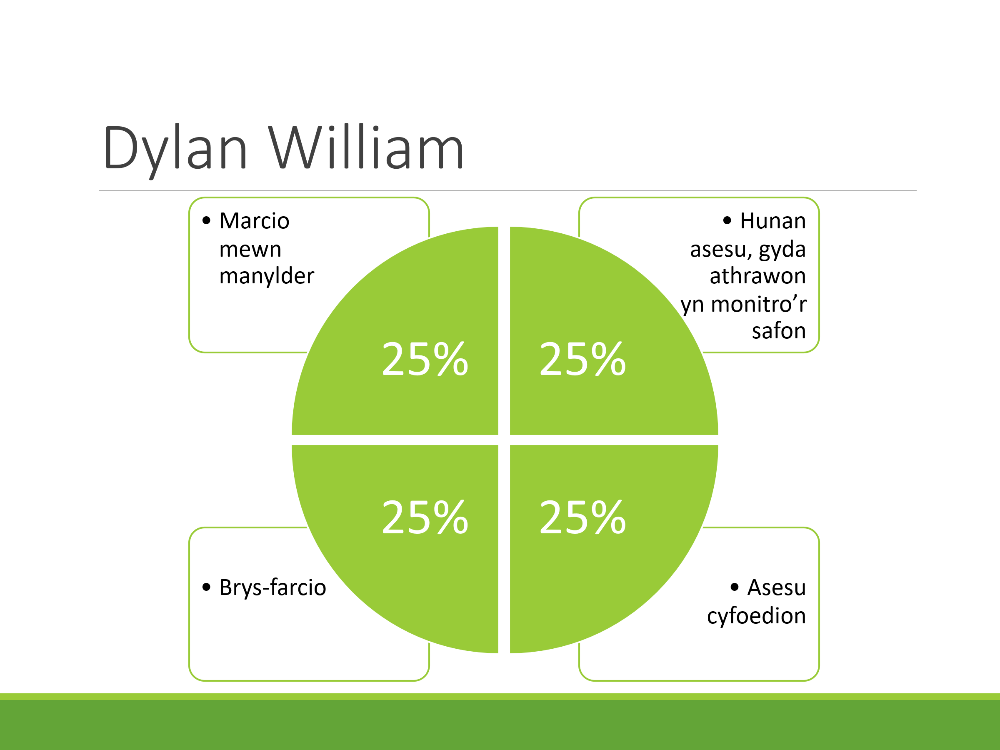 Dylan William
• Marcio
mewn
manylder
• Hunan
asesu, gyda
athrawon
yn monitro’r
safon
25%
25%
25%
25%
• Brys-farcio
• Asesu
cyfoedion